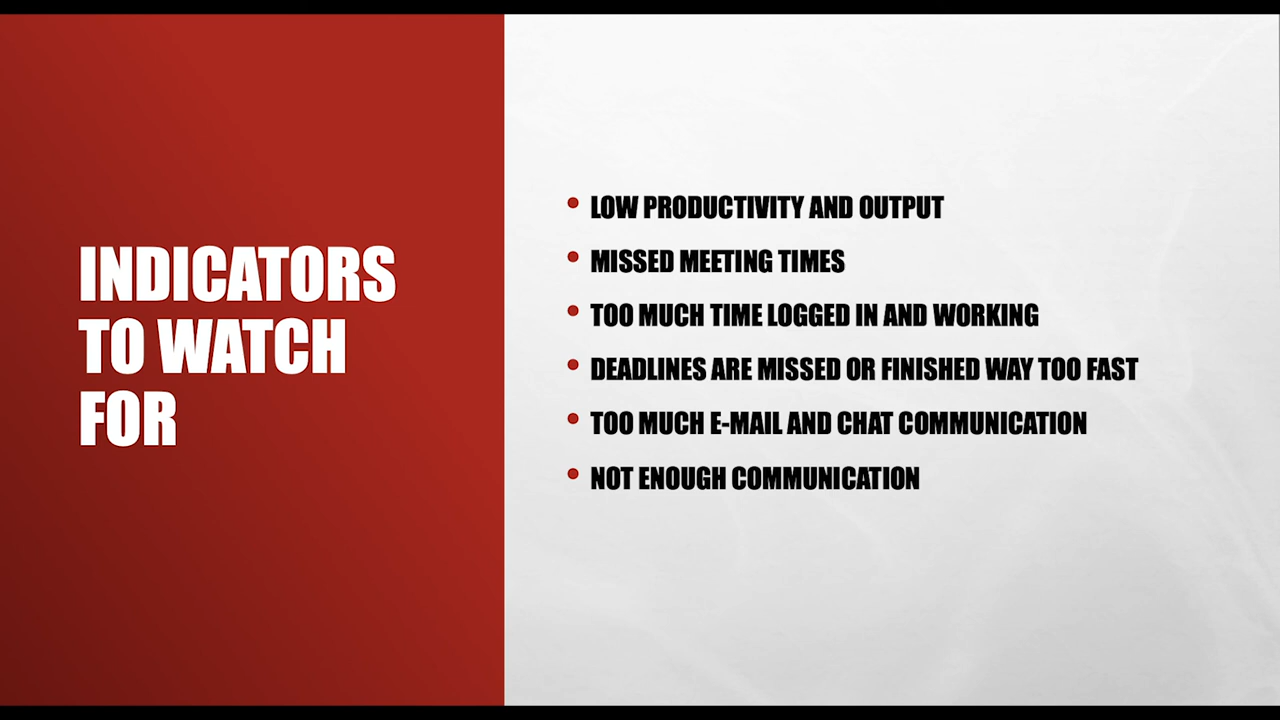 INDICATORS
TO WATCH
FOR
• LOW PRODUCTIVITY AND OUTPUT
• MISSED MEETING TIMES
• TOO MUCH TIME LOGGED IN AND WORKING
• DEADLINES ARE MISSED OR FINISHED WAY TOO FAST
• TOO MUCH E-MAIL AND CHAT COMMUNICATION
• NOT ENOUGH COMMUNICATION